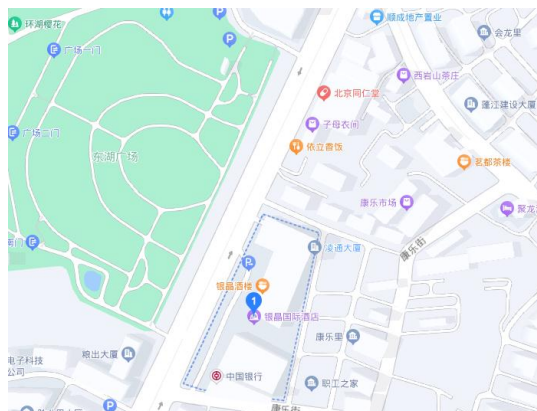 环湖樱花
顺成地产置业
会龙里
广场一门
P
西岩山茶庄
P
北京同仁堂
蓬江建设大厦
子母衣间
广场二门
依立香饭
东湖广场
茗都茶楼
康乐市场
聚龙
南门
康乐街
凌通大厦
P
银晶酒楼
1
银晶国际酒店
康乐里
粮出大厦
电子科技
公司
中国银行
职工之家
P
康乐街